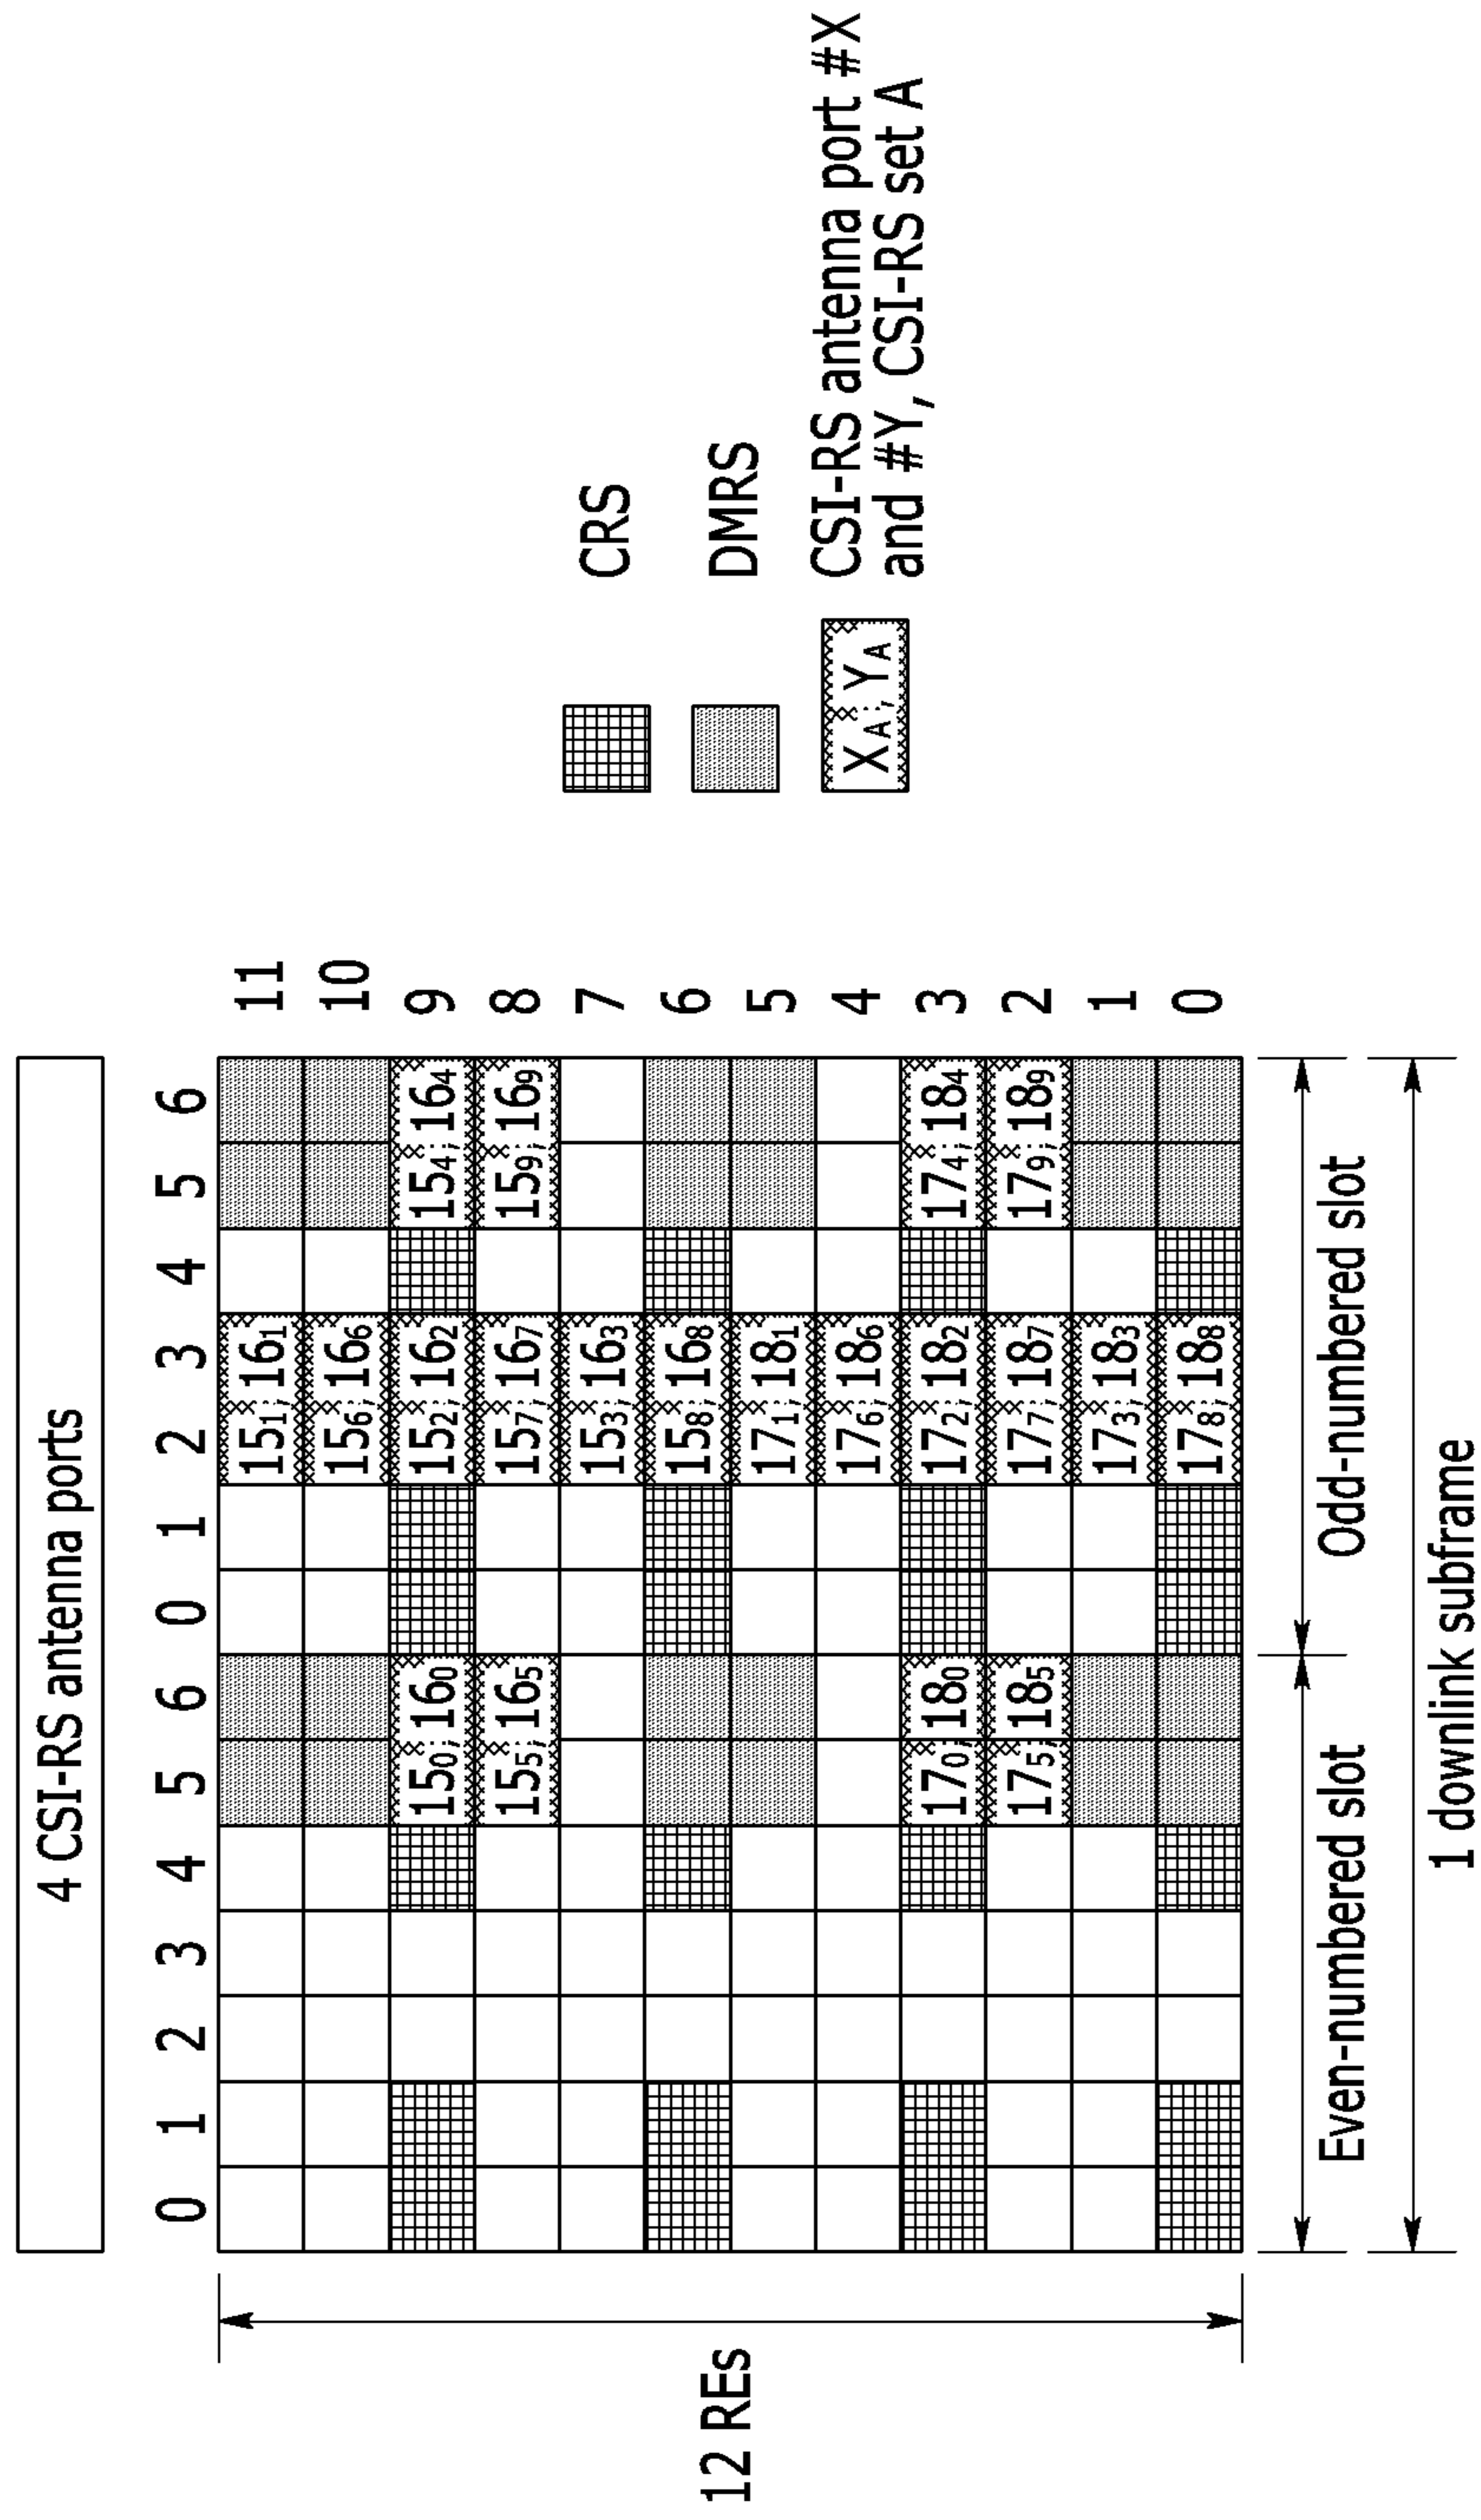 4 CSI-RS antenna ports
0 1 2 3 4 5 6 0 1 2 3 4 5 6
15₁, 16₁ 11
15₆, 16₆ 10
15₀, 16₀ 15₂, 16₂ 15₄, 16₄ 9
15₅, 16₅ 15₇, 16₇ 15₉, 16₉ 8
15₃, 16₃ 7
15₈, 16₈ 6
17₁, 18₁ 5
17₆, 18₆ 4
17₀, 18₀ 17₂, 18₂ 17₄, 18₄ 3
17₅, 18₅ 17₇, 18₇ 17₉, 18₉ 2
17₃, 18₃ 1
17₈, 18₈ 0
12 REs
Even-numbered slot Odd-numbered slot
1 downlink subframe
CRS
DMRS
X_A, Y_A CSI-RS antenna port #X
and #Y, CSI-RS set A